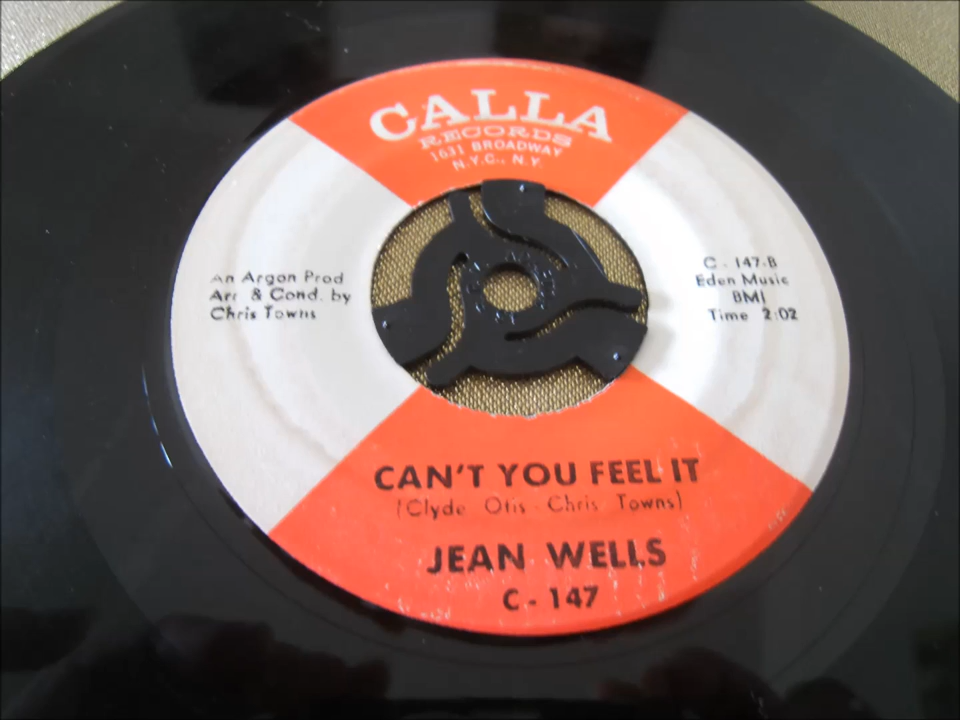 CALLA
RECORDS
1631 BROADWAY
N.Y.C., N.Y.
An Argon Prod
Arr & Cond. by
Chris Towns
C - 147-B
Eden Music
BMI
Time 2:02
CAN'T YOU FEEL IT
(Clyde Otis - Chris Towns)
JEAN WELLS
C - 147